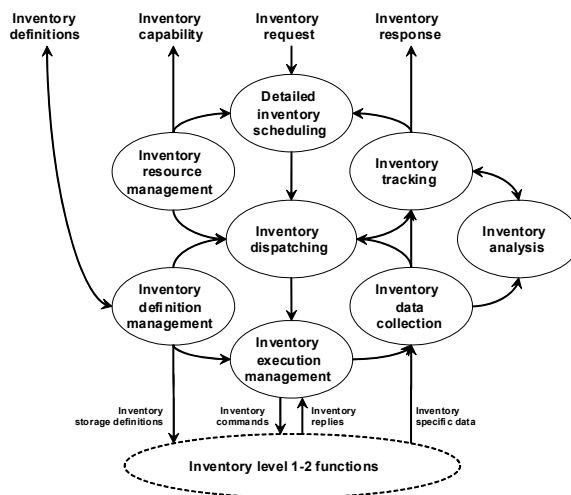 Inventory
definitions
Inventory
capability
Inventory
request
Inventory
response
Detailed
inventory
scheduling
Inventory
resource
management
Inventory
tracking
Inventory
dispatching
Inventory
analysis
Inventory
definition
management
Inventory
data
collection
Inventory
execution
management
Inventory
storage definitions
Inventory
commands
Inventory
replies
Inventory
specific data
Inventory level 1-2 functions